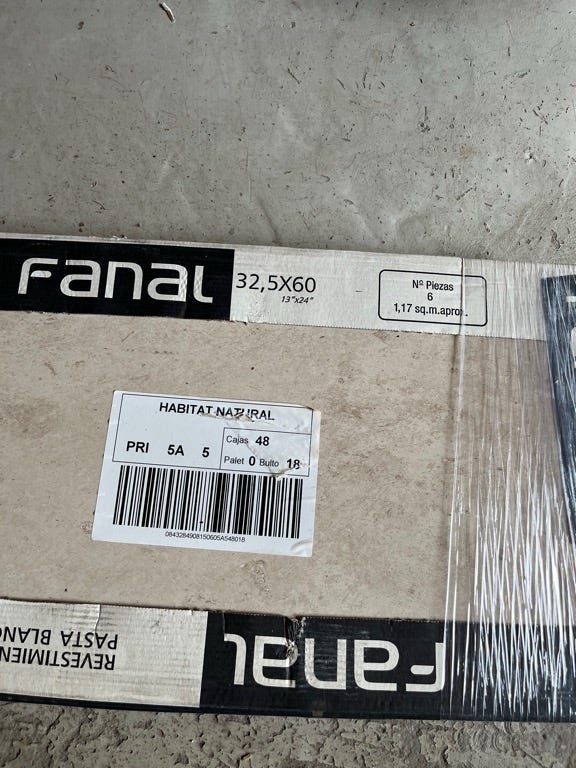 Fanal
32,5X60
13"x24"
Nº Piezas
6
1,17 sq.m.aprox.
HABITAT NATURAL
PRI 5A 5
Cajas 48
Palet 0 Bulto 18
0843284908150605A548018
Fanal
PASTA BLANC
REVESTIMIEN